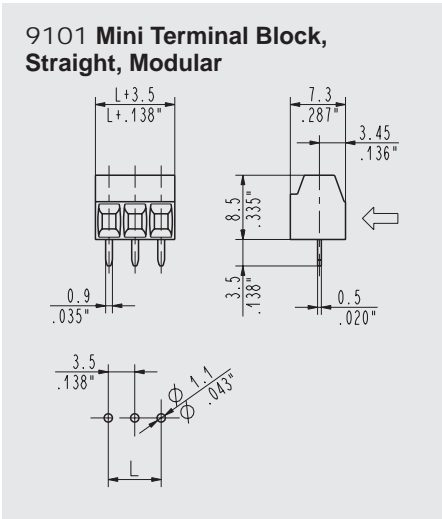 9101 Mini Terminal Block,
Straight, Modular
L+3.5
L+.138"
7.3
.287"
3.45
.136"
8.5
.335"
3.5
.138"
0.9
.035"
0.5
.020"
3.5
.138"
Ø 1.1
Ø .043"
L